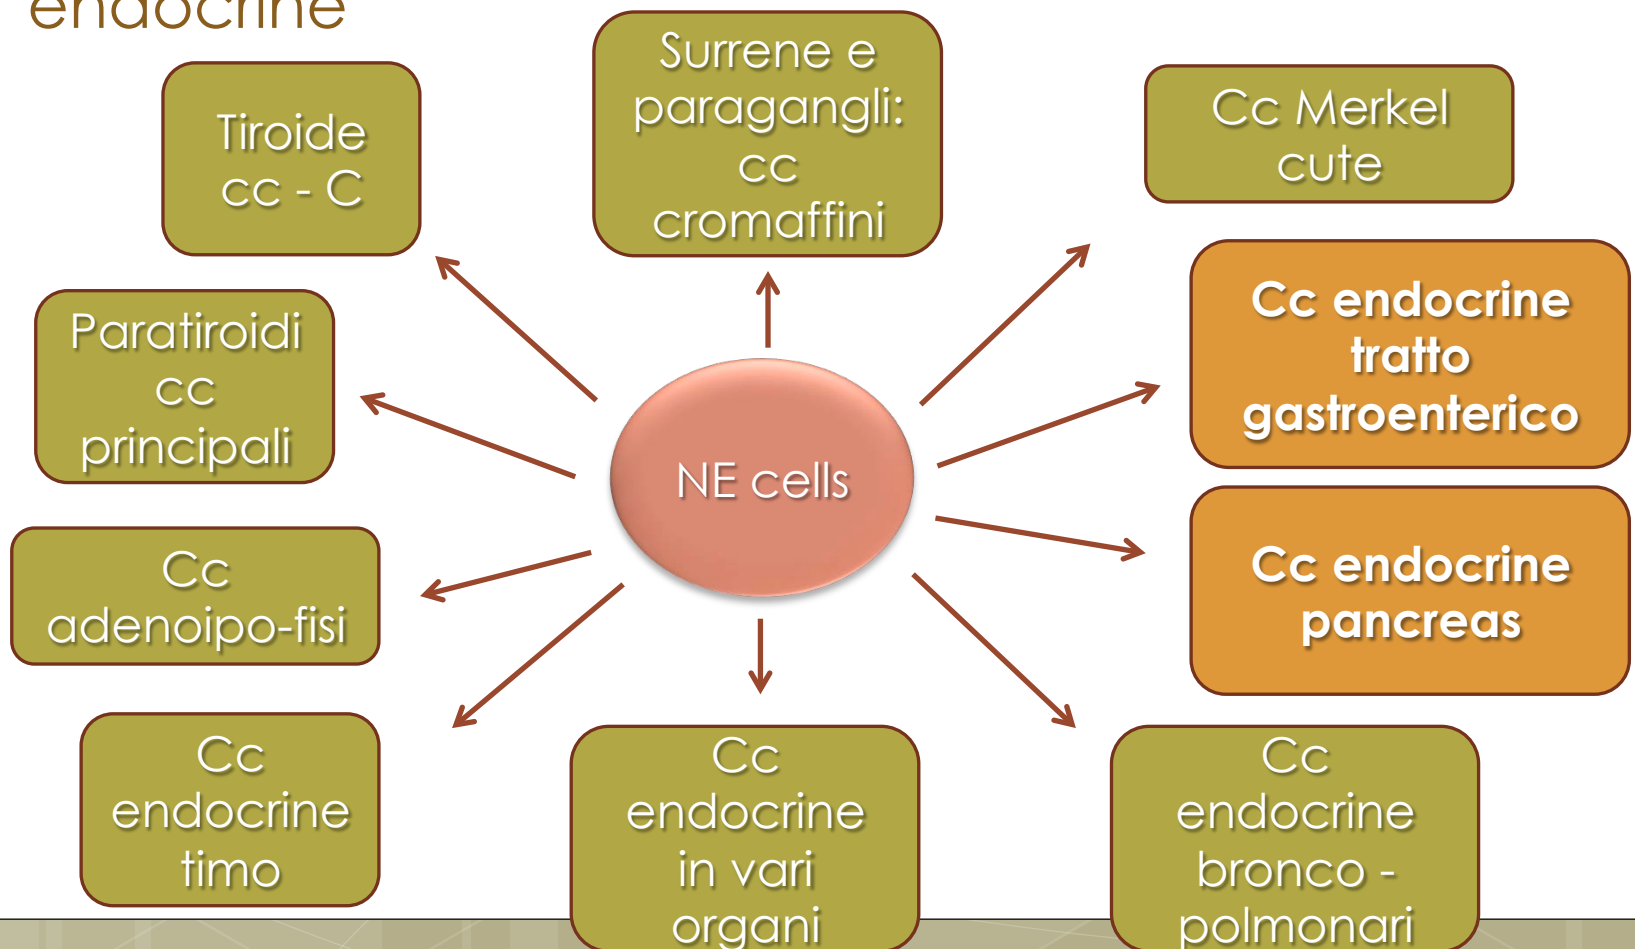 endocrine
Surrene e
paragangli:
cc
cromaffini
Tiroide
cc - C
Cc Merkel
cute
Paratiroidi
cc
principali
Cc endocrine
tratto
gastroenterico
NE cells
Cc
adenoipo-fisi
Cc endocrine
pancreas
Cc
endocrine
timo
Cc
endocrine
in vari
organi
Cc
endocrine
bronco -
polmonari